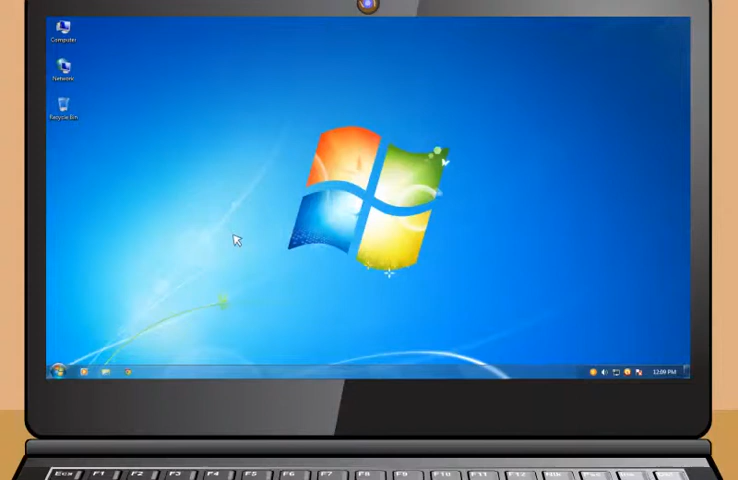 Computer
Network
Recycle Bin
12:09 PM
Esc F1 F2 F3 F4 F5 F6 F7 F8 F9 F10 F11 F12